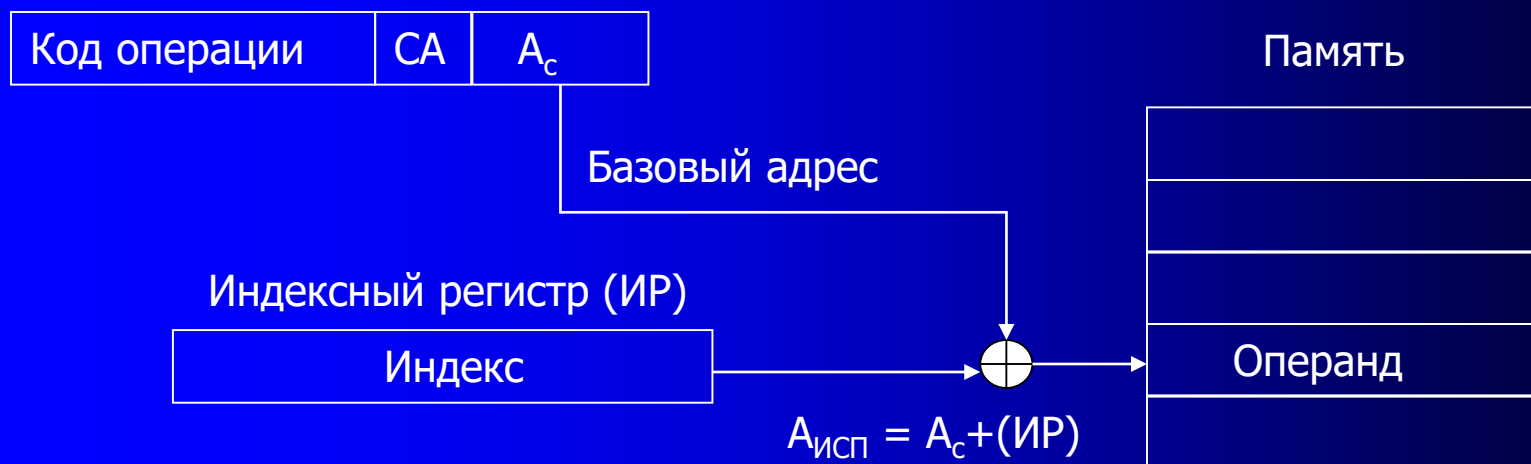 Код операции СА Ac Память
Базовый адрес
Индексный регистр (ИР)
Индекс Операнд
AИСП = Ac+(ИР)